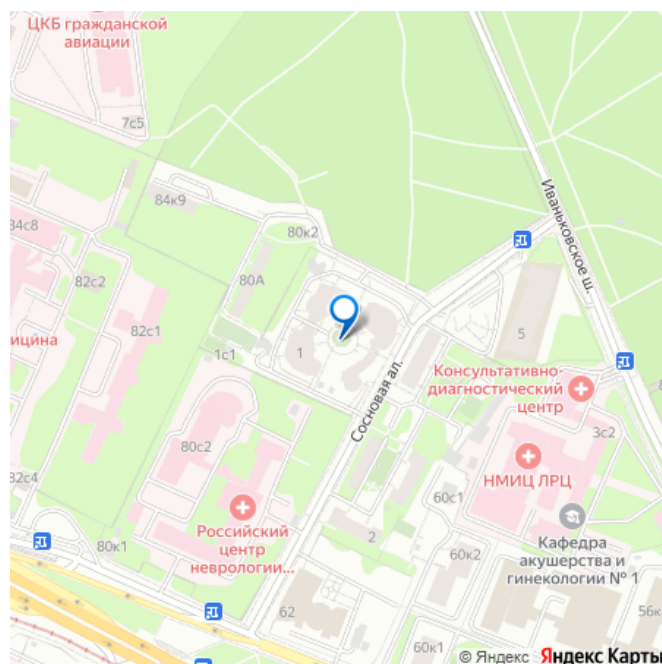 ЦКБ гражданской
авиации
7с5
84к9
80к2
Иваньковское ш.
84с8
82с2
80А
82с1
ицина
1с1
1
5
Сосновая ал.
Консультативно-
диагностический
центр
3с2
80с2
НМИЦ ЛРЦ
82с4
60с1
Российский
центр
неврологии...
80к1
2
60к2
Кафедра
акушерства и
гинекологии № 1
62
56к
60к1
© Яндекс Яндекс Карты